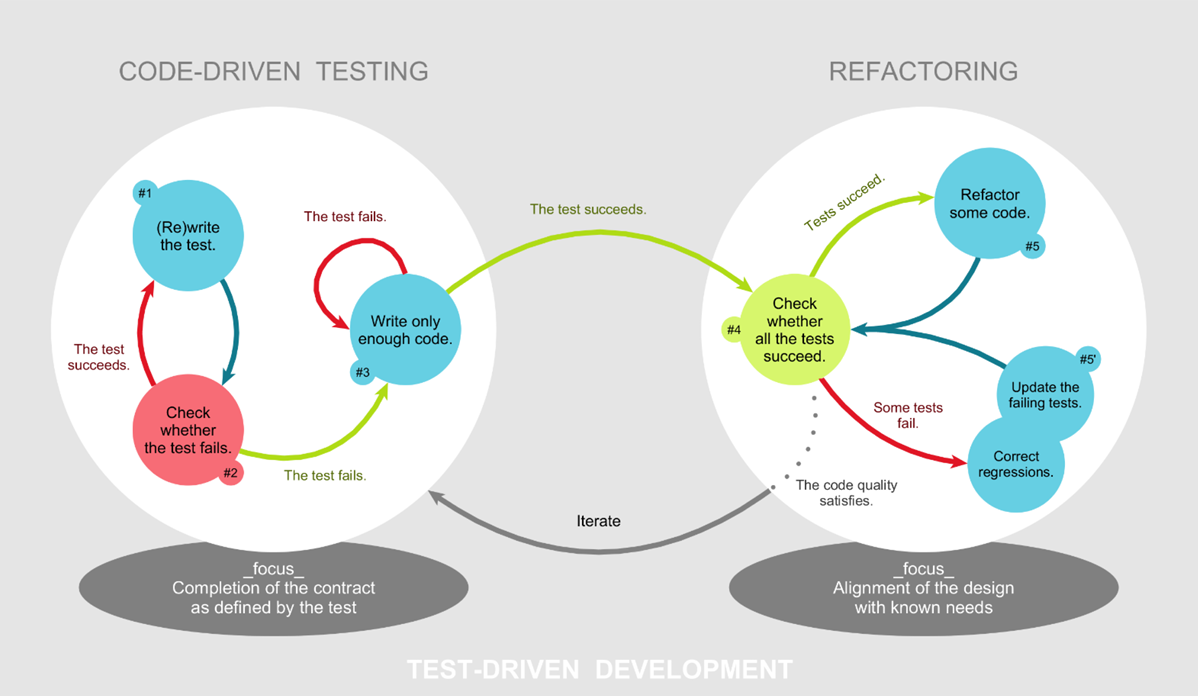 CODE-DRIVEN TESTING
REFACTORING
#1
(Re)write
the test.
The test
succeeds.
Check
whether
the test fails.
#2
The test fails.
The test fails.
Write only
enough code.
#3
The test succeeds.
#4
Check
whether
all the tests
succeed.
Tests succeed.
Refactor
some code.
#5
Some tests
fail.
#5'
Update the
failing tests.
Correct
regressions.
The code quality
satisfies.
Iterate
_focus_
Completion of the contract
as defined by the test
_focus_
Alignment of the design
with known needs
TEST-DRIVEN DEVELOPMENT